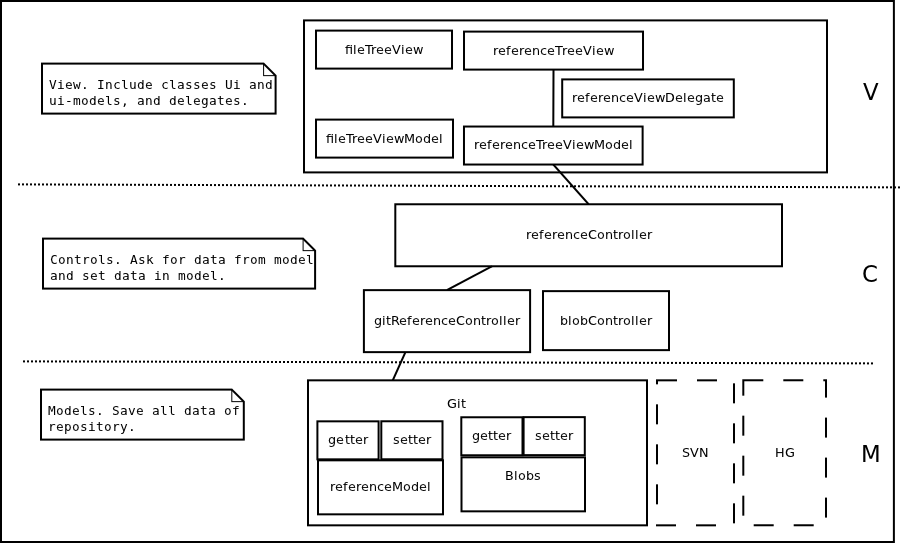 fileTreeView
referenceTreeView
View. Include classes Ui and
ui-models, and delegates.
V
referenceViewDelegate
fileTreeViewModel
referenceTreeViewModel
referenceController
Controls. Ask for data from model
and set data in model.
C
gitReferenceController
blobController
Models. Save all data of
repository.
Git
getter
setter
getter
setter
referenceModel
Blobs
SVN
HG
M